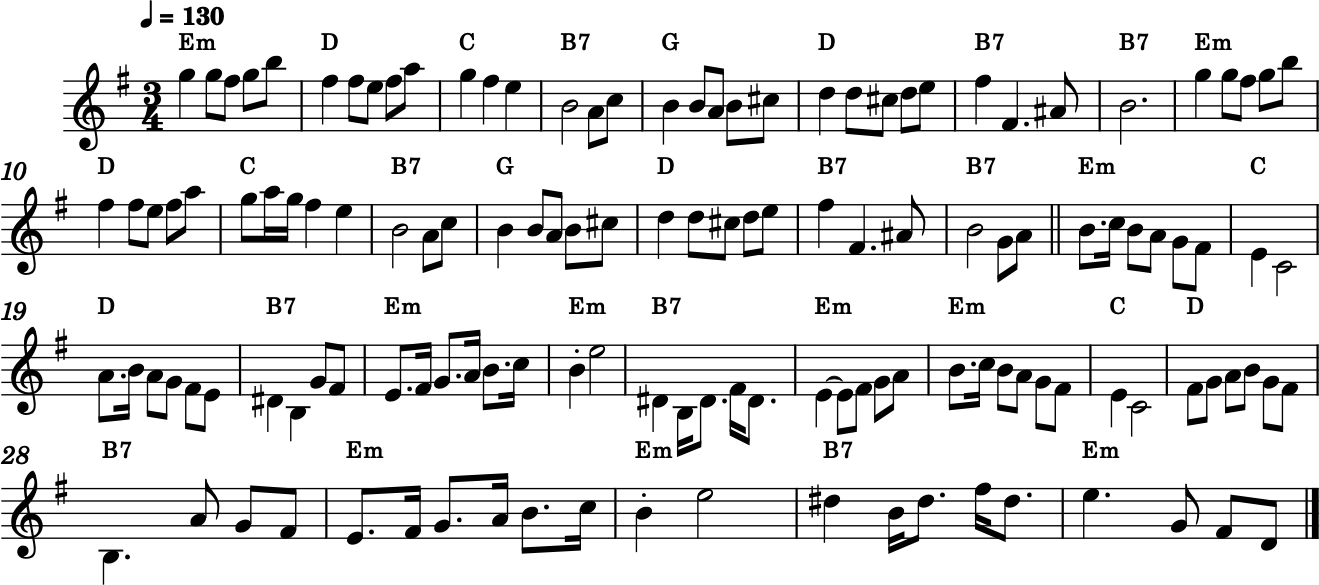 ♩ = 130
Em D C B7 G D B7 B7 Em
3
4
10 D C B7 G D B7 B7 Em C
19 D B7 Em Em B7 Em Em C D
28 B7 Em Em B7 Em